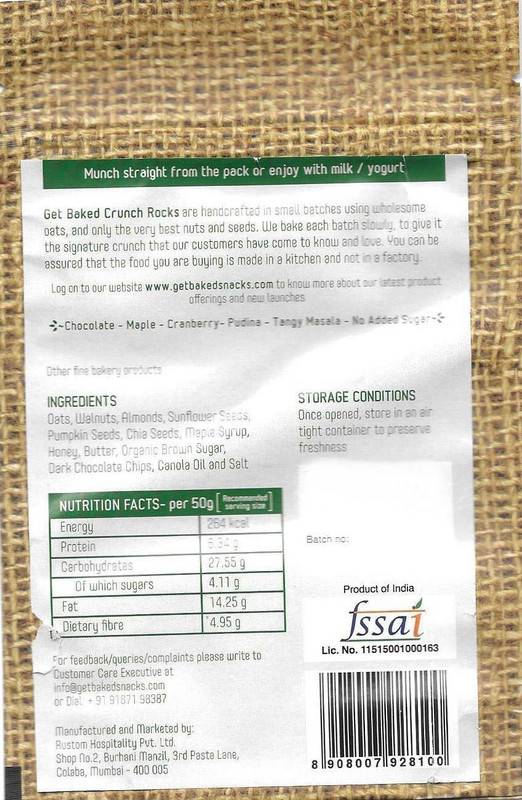 Munch straight from the pack or enjoy with milk / yogurt
Get Baked Crunch Rocks are handcrafted in small batches using wholesome
oats, and only the very best nuts and seeds. We bake each batch slowly, to give it
the signature crunch that our customers have come to know and love. You can be
assured that the food you are buying is made in a kitchen and not in a factory.
Log on to our website www.getbakedsnacks.com to know more about our latest product
offerings and new launches
~Chocolate - Maple - Cranberry- Pudina - Tangy Masala - No Added Sugar~
Other fine bakery products
INGREDIENTS
Oats, Walnuts, Almonds, Sunflower Seeds,
Pumpkin Seeds, Chia Seeds, Maple Syrup,
Honey, Butter, Organic Brown Sugar,
Dark Chocolate Chips, Canola Oil and Salt
STORAGE CONDITIONS
Once opened, store in an air
tight container to preserve
freshness
NUTRITION FACTS- per 50g [Recommended serving size]
Energy 264 kcal
Protein 6.34 g
Carbohydrates 27.55 g
Of which sugars 4.11 g
Fat 14.25 g
Dietary fibre 4.95 g
Batch no:
Product of India
fssai
Lic. No. 11515001000163
For feedback/queries/complaints please write to
Customer Care Executive at
info@getbakedsnacks.com
or Dial + 91 91671 98387
Manufactured and Marketed by:
Rustom Hospitality Pvt. Ltd.
Shop No.2, Burhani Manzil, 3rd Pasta Lane,
Colaba, Mumbai - 400 005
8 908007 928100